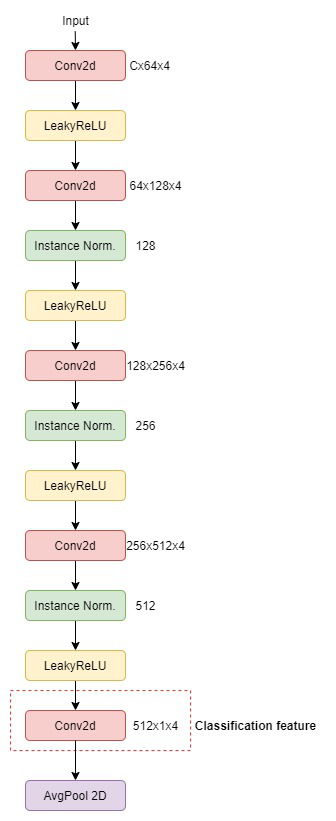 Input
Conv2d Cx64x4
LeakyReLU
Conv2d 64x128x4
Instance Norm. 128
LeakyReLU
Conv2d 128x256x4
Instance Norm. 256
LeakyReLU
Conv2d 256x512x4
Instance Norm. 512
LeakyReLU
Conv2d 512x1x4 Classification feature
AvgPool 2D